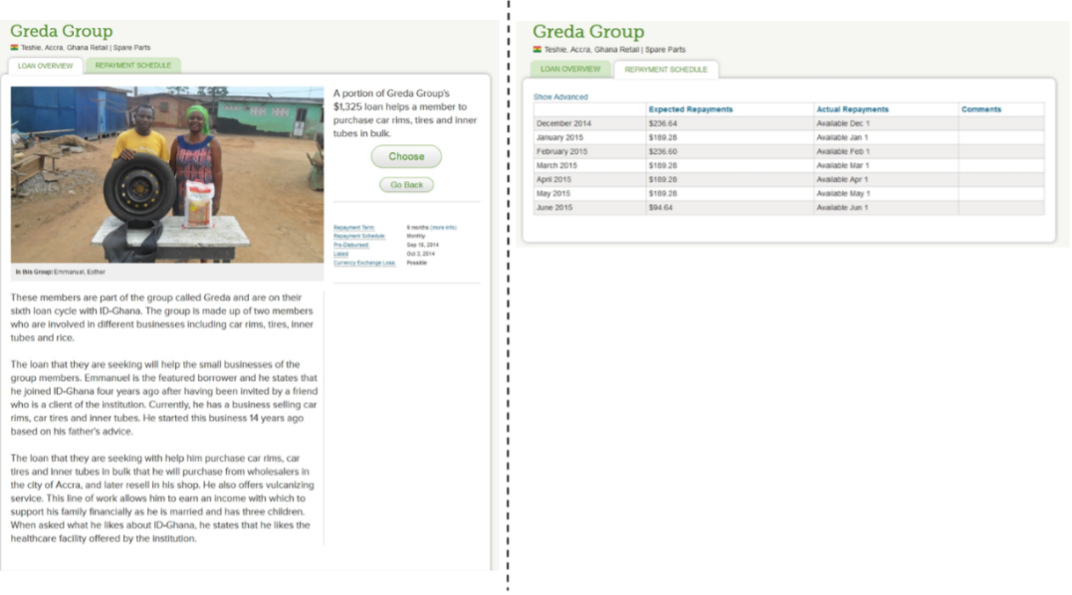 Greda Group
Teshie, Accra, Ghana Retail | Spare Parts
LOAN OVERVIEW
REPAYMENT SCHEDULE
A portion of Greda Group's
$1,325 loan helps a member to
purchase car rims, tires and inner
tubes in bulk.
Choose
Go Back
Repayment Term: 9 months (more info)
Repayment Schedule: Monthly
Pre-Disbursed: Sep 10, 2014
Listed Oct 3, 2014
Currency Exchange Loss: Possible
In this Group: Emmanuel, Esther
These members are part of the group called Greda and are on their
sixth loan cycle with ID-Ghana. The group is made up of two members
who are involved in different businesses including car rims, tires, inner
tubes and rice.
The loan that they are seeking will help the small businesses of the
group members. Emmanuel is the featured borrower and he states that
he joined ID-Ghana four years ago after having been invited by a friend
who is a client of the institution. Currently, he has a business selling car
rims, car tires and inner tubes. He started this business 14 years ago
based on his father's advice.
The loan that they are seeking with help him purchase car rims, car
tires and inner tubes in bulk that he will purchase from wholesalers in
the city of Accra, and later resell in his shop. He also offers vulcanizing
service. This line of work allows him to earn an income with which to
support his family financially as he is married and has three children.
When asked what he likes about ID-Ghana, he states that he likes the
healthcare facility offered by the institution.
Greda Group
Teshie, Accra, Ghana Retail | Spare Parts
LOAN OVERVIEW
REPAYMENT SCHEDULE
Show Advanced
Expected Repayments Actual Repayments Comments
December 2014 $236.64 Available Dec 1
January 2015 $189.28 Available Jan 1
February 2015 $236.60 Available Feb 1
March 2015 $189.28 Available Mar 1
April 2015 $189.28 Available Apr 1
May 2015 $189.28 Available May 1
June 2015 $94.64 Available Jun 1